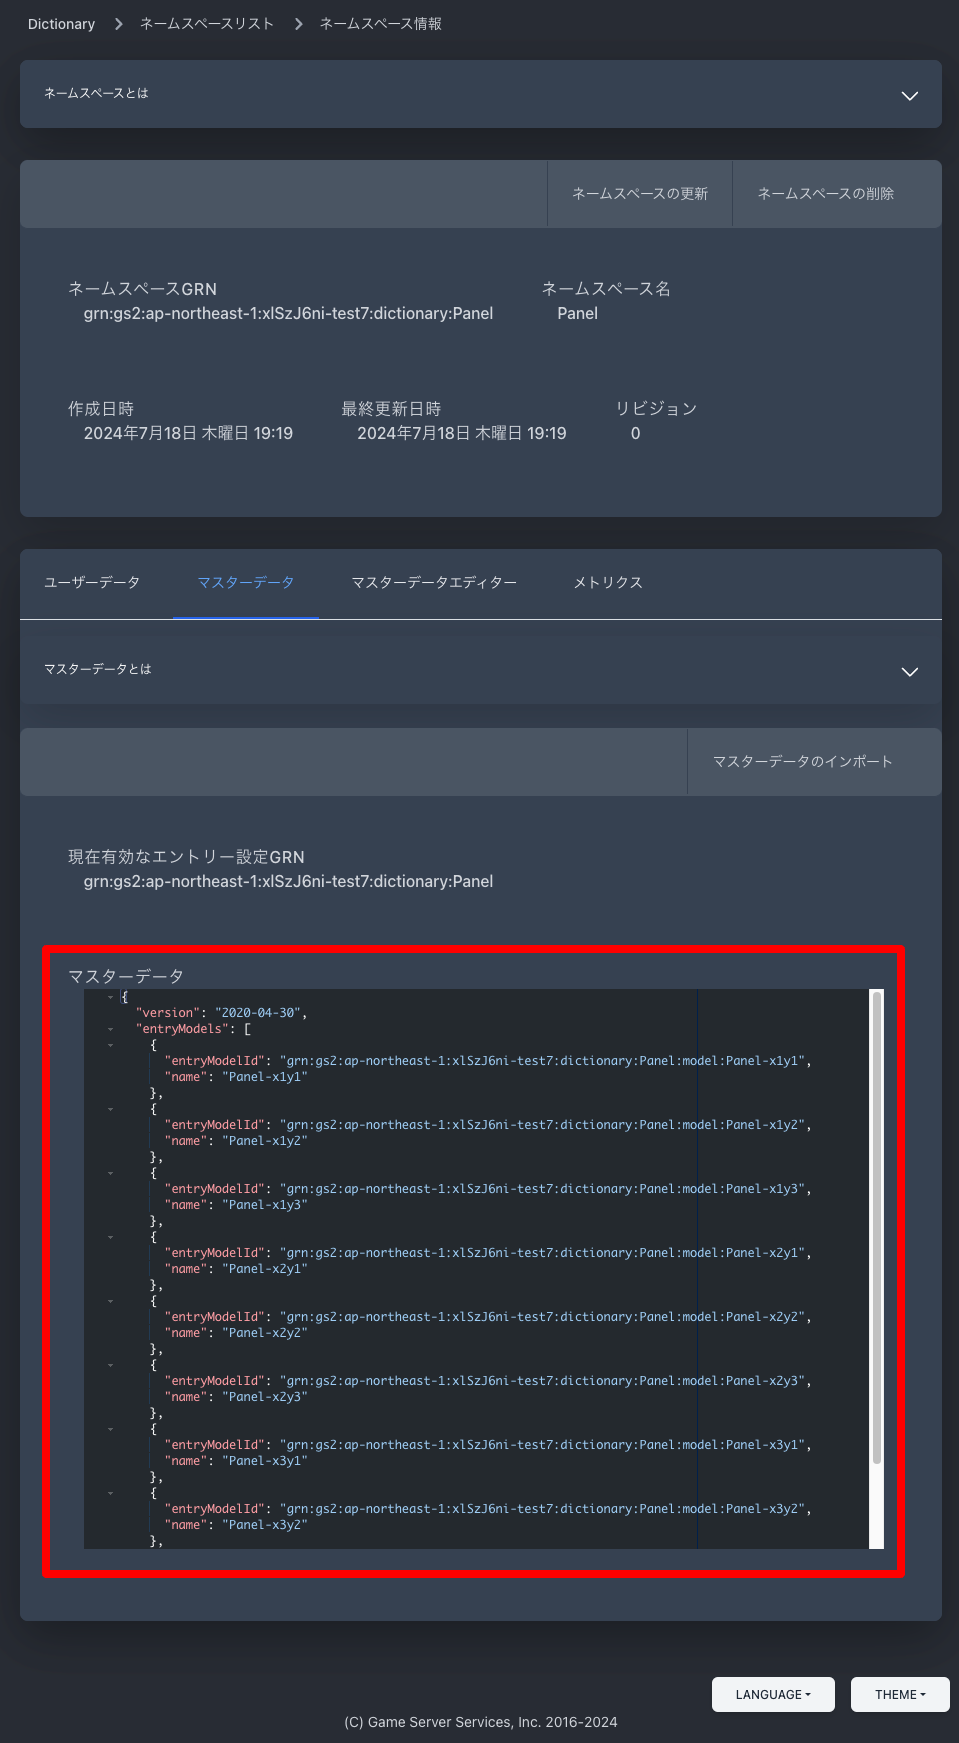 Dictionary > ネームスペースリスト > ネームスペース情報
ネームスペースとは
ネームスペースの更新 ネームスペースの削除
ネームスペースGRN ネームスペース名
grn:gs2:ap-northeast-1:xlSzJ6ni-test7:dictionary:Panel Panel
作成日時 最終更新日時 リビジョン
2024年7月18日 木曜日 19:19 2024年7月18日 木曜日 19:19 0
ユーザーデータ マスターデータ マスターデータエディター メトリクス
マスターデータとは
マスターデータのインポート
現在有効なエントリー設定GRN
grn:gs2:ap-northeast-1:xlSzJ6ni-test7:dictionary:Panel
マスターデータ
{
"version": "2020-04-30",
"entryModels": [
{
"entryModelId": "grn:gs2:ap-northeast-1:xlSzJ6ni-test7:dictionary:Panel:model:Panel-x1y1",
"name": "Panel-x1y1"
},
{
"entryModelId": "grn:gs2:ap-northeast-1:xlSzJ6ni-test7:dictionary:Panel:model:Panel-x1y2",
"name": "Panel-x1y2"
},
{
"entryModelId": "grn:gs2:ap-northeast-1:xlSzJ6ni-test7:dictionary:Panel:model:Panel-x1y3",
"name": "Panel-x1y3"
},
{
"entryModelId": "grn:gs2:ap-northeast-1:xlSzJ6ni-test7:dictionary:Panel:model:Panel-x2y1",
"name": "Panel-x2y1"
},
{
"entryModelId": "grn:gs2:ap-northeast-1:xlSzJ6ni-test7:dictionary:Panel:model:Panel-x2y2",
"name": "Panel-x2y2"
},
{
"entryModelId": "grn:gs2:ap-northeast-1:xlSzJ6ni-test7:dictionary:Panel:model:Panel-x2y3",
"name": "Panel-x2y3"
},
{
"entryModelId": "grn:gs2:ap-northeast-1:xlSzJ6ni-test7:dictionary:Panel:model:Panel-x3y1",
"name": "Panel-x3y1"
},
{
"entryModelId": "grn:gs2:ap-northeast-1:xlSzJ6ni-test7:dictionary:Panel:model:Panel-x3y2",
"name": "Panel-x3y2"
},
LANGUAGE THEME
(C) Game Server Services, Inc. 2016-2024